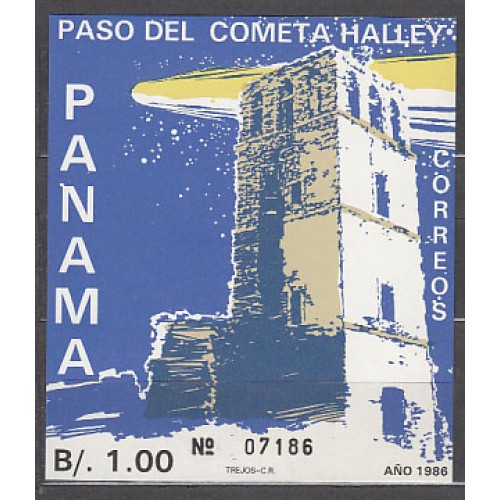 PASO DEL COMETA HALLEY
PANAMA
CORREOS
Nº 07186
B/. 1.00
TREJOS-C.R.
AÑO 1986